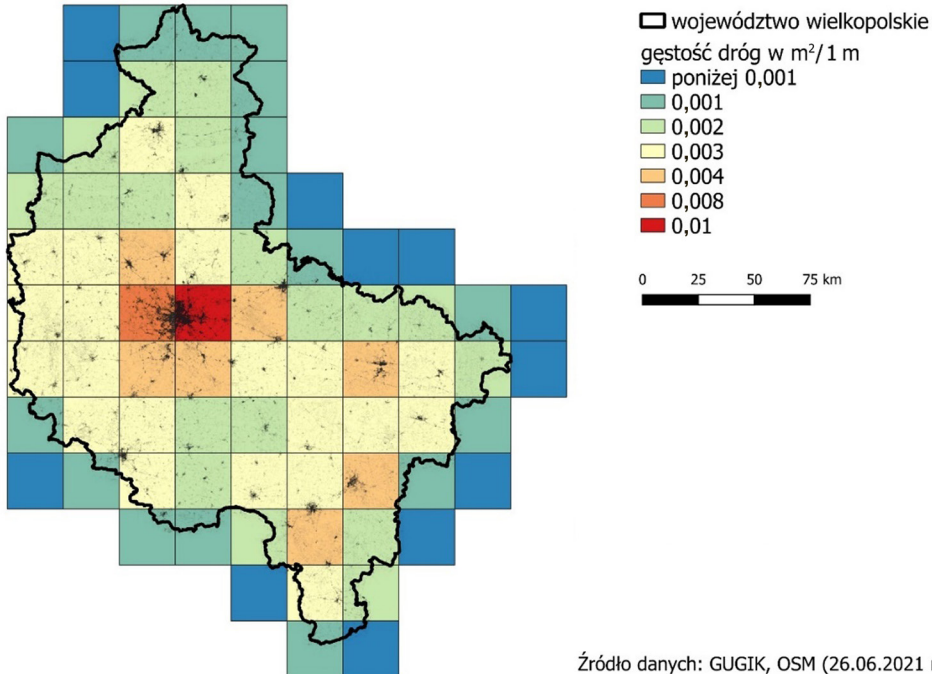 województwo wielkopolskie
gęstość dróg w m²/1 m
poniżej 0,001
0,001
0,002
0,003
0,004
0,008
0,01
0 25 50 75 km
Źródło danych: GUGIK, OSM (26.06.2021